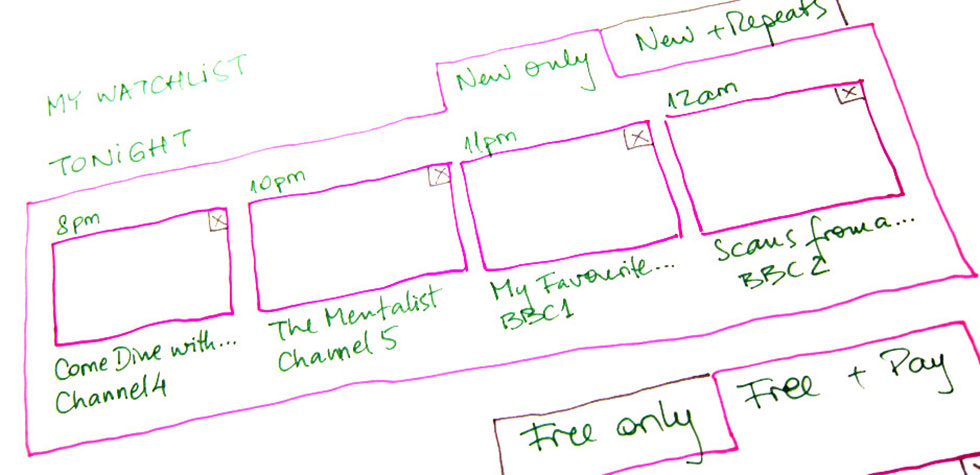 MY WATCHLIST
New only
New + Repeats
TONIGHT
8pm
10pm
11pm
12am
Come Dine with...
Channel 4
The Mentalist
Channel 5
My Favourite...
BBC1
Scans from a...
BBC 2
Free only
Free + Pay